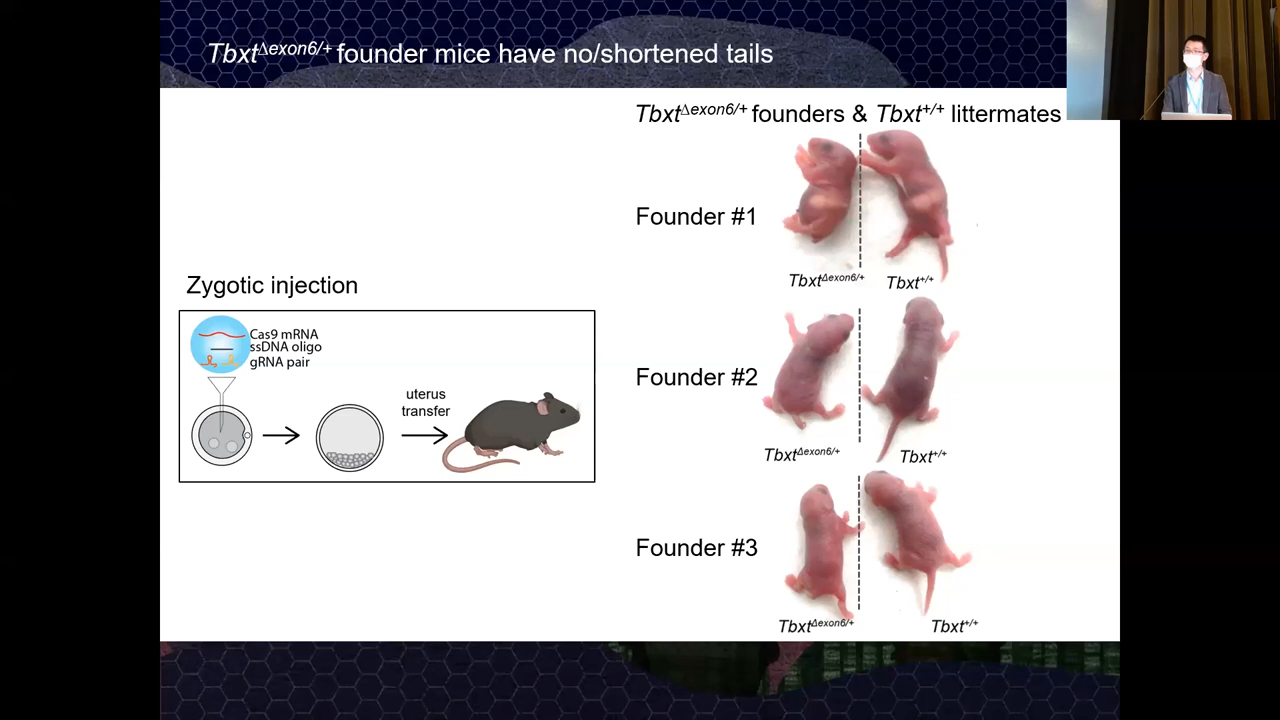 Tbxt^Δexon6/+ founder mice have no/shortened tails
Tbxt^Δexon6/+ founders & Tbxt^+/+ littermates
Founder #1
Tbxt^Δexon6/+
Tbxt^+/+
Zygotic injection
Cas9 mRNA
ssDNA oligo
gRNA pair
uterus
transfer
Founder #2
Tbxt^Δexon6/+
Tbxt^+/+
Founder #3
Tbxt^Δexon6/+
Tbxt^+/+